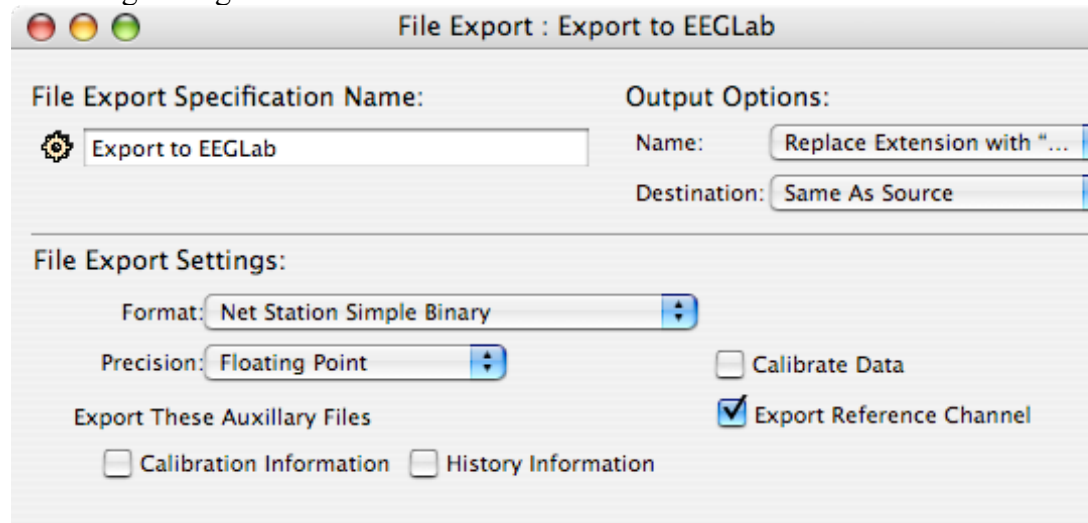 File Export : Export to EEGLab
File Export Specification Name:
Export to EEGLab
Output Options:
Name: Replace Extension with "...
Destination: Same As Source
File Export Settings:
Format: Net Station Simple Binary
Precision: Floating Point
Calibrate Data
Export These Auxillary Files
Export Reference Channel
Calibration Information History Information